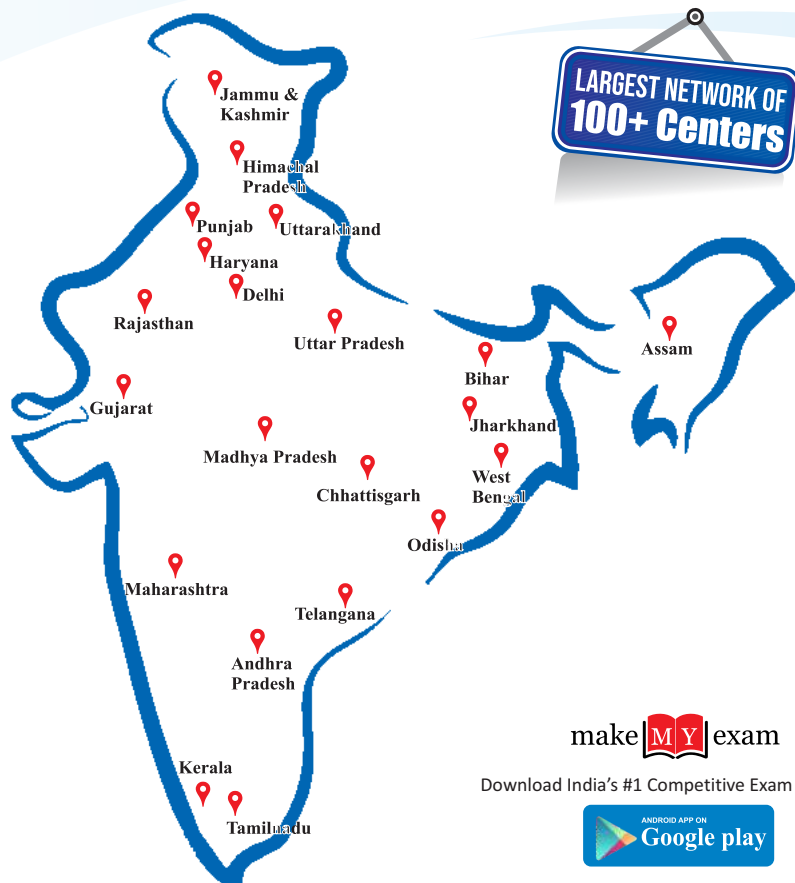 LARGEST NETWORK OF
100+ Centers
Jammu &
Kashmir
Himachal
Pradesh
Punjab
Uttarakhand
Haryana
Delhi
Rajasthan
Uttar Pradesh
Assam
Bihar
Gujarat
Jharkhand
Madhya Pradesh
West
Bengal
Chhattisgarh
Odisha
Maharashtra
Telangana
Andhra
Pradesh
Kerala
Tamilnadu
make MY exam
Download India's #1 Competitive Exam
ANDROID APP ON
Google play